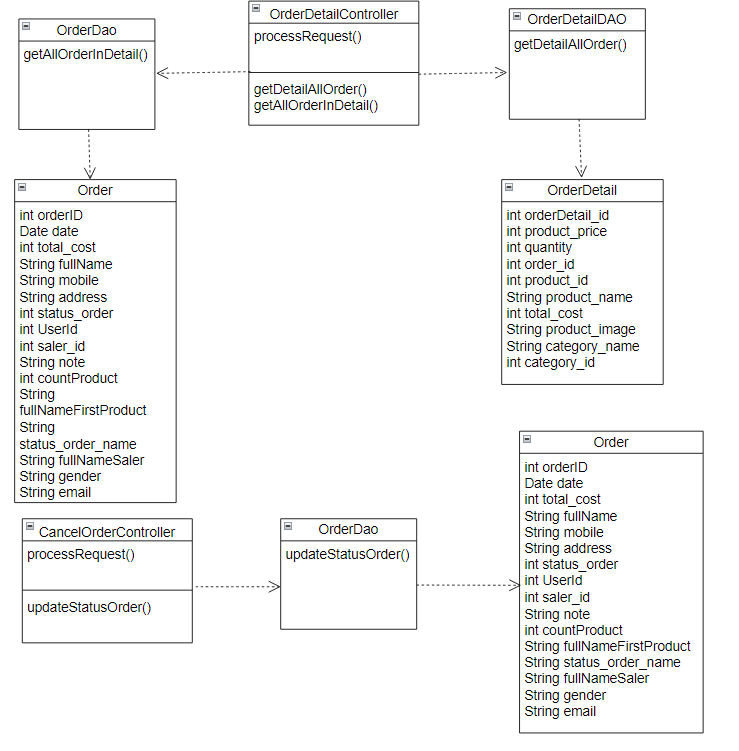 OrderDao
getAllOrderInDetail()
OrderDetailController
processRequest()
getDetailAllOrder()
getAllOrderInDetail()
OrderDetailDAO
getDetailAllOrder()
Order
int orderID
Date date
int total_cost
String fullName
String mobile
String address
int status_order
int UserId
int saler_id
String note
int countProduct
String
fullNameFirstProduct
String
status_order_name
String fullNameSaler
String gender
String email
OrderDetail
int orderDetail_id
int product_price
int quantity
int order_id
int product_id
String product_name
int total_cost
String product_image
String category_name
int category_id
CancelOrderController
processRequest()
updateStatusOrder()
OrderDao
updateStatusOrder()
Order
int orderID
Date date
int total_cost
String fullName
String mobile
String address
int status_order
int UserId
int saler_id
String note
int countProduct
String fullNameFirstProduct
String status_order_name
String fullNameSaler
String gender
String email